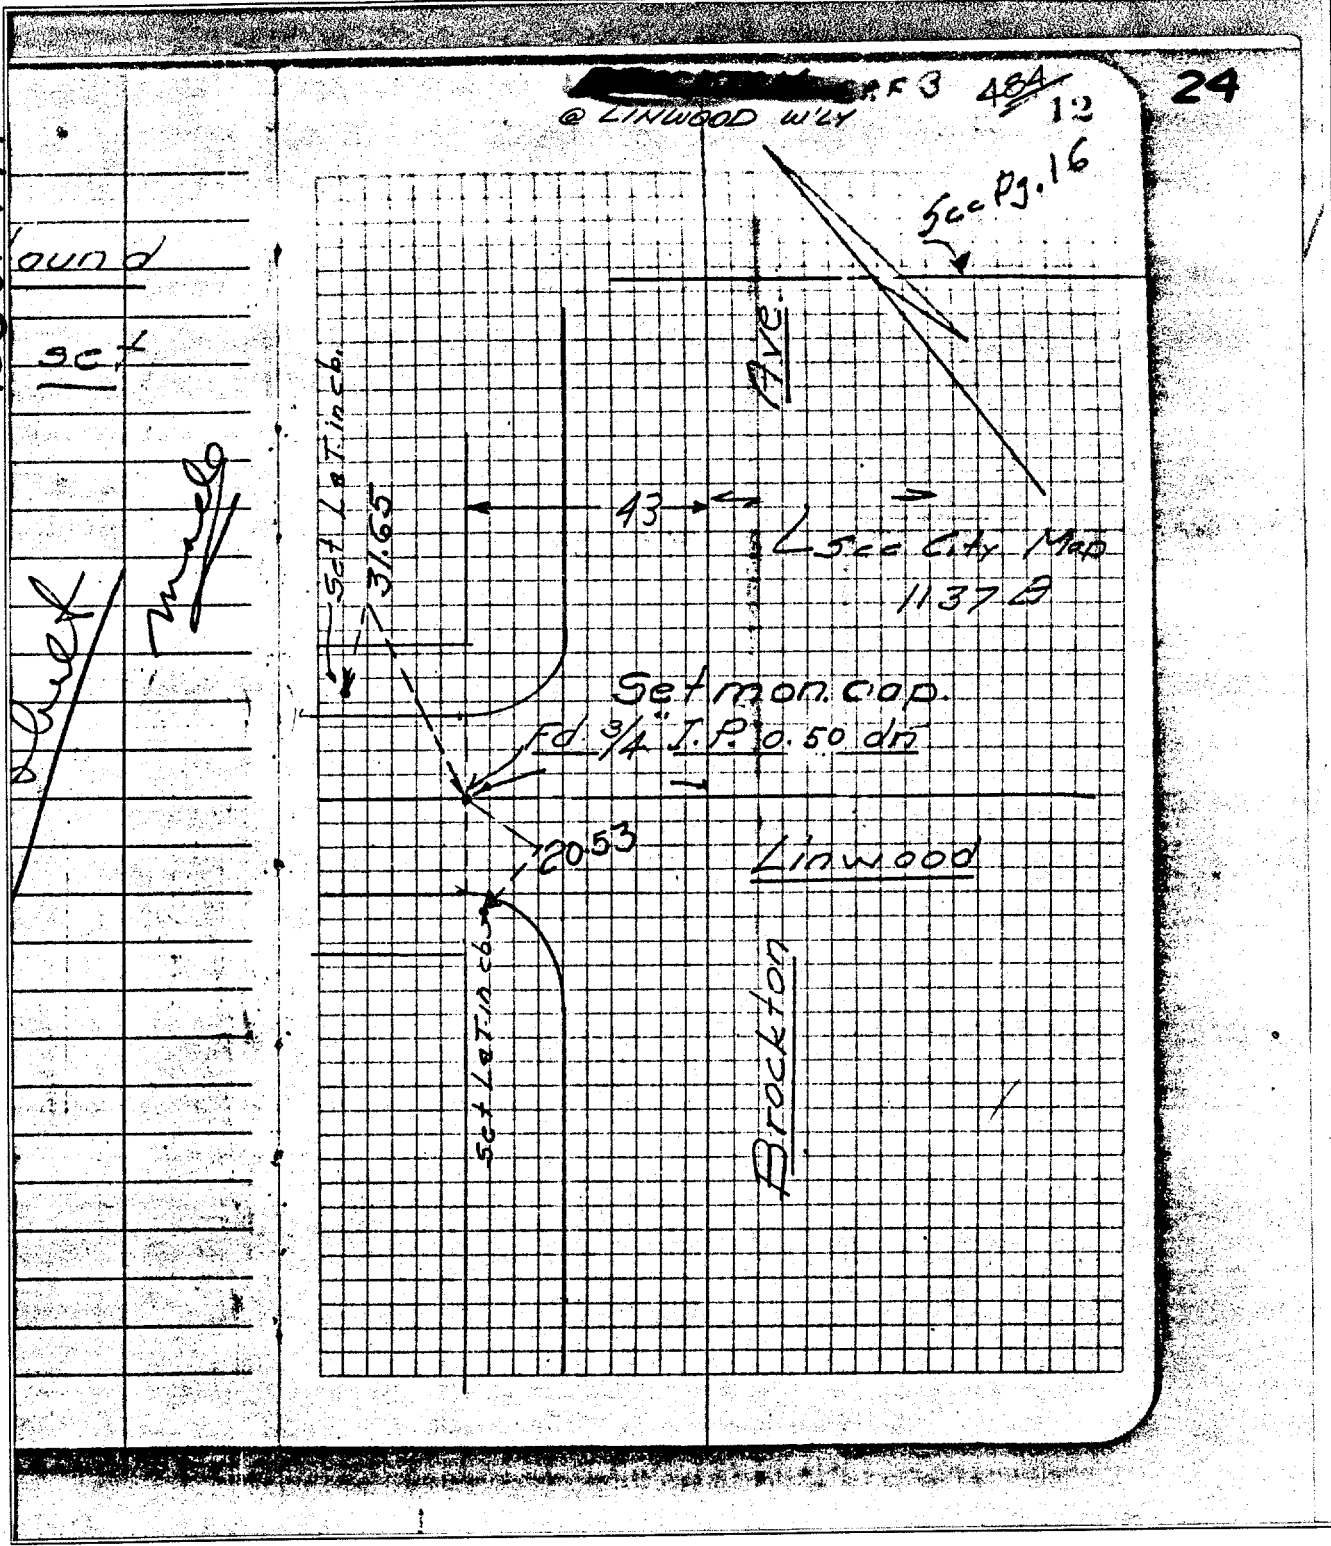 24
R.F 3 484
@ LINWOOD W'LY 12
See Pg. 16
ound
set
Ave.
Set L&T. in cb.
31.65
43
See City Map
1137 B
Set mon. cap.
Fd 3/4" I.P. 0.50 dn
20.53
Linwood
Set L&T in cb
Brockton